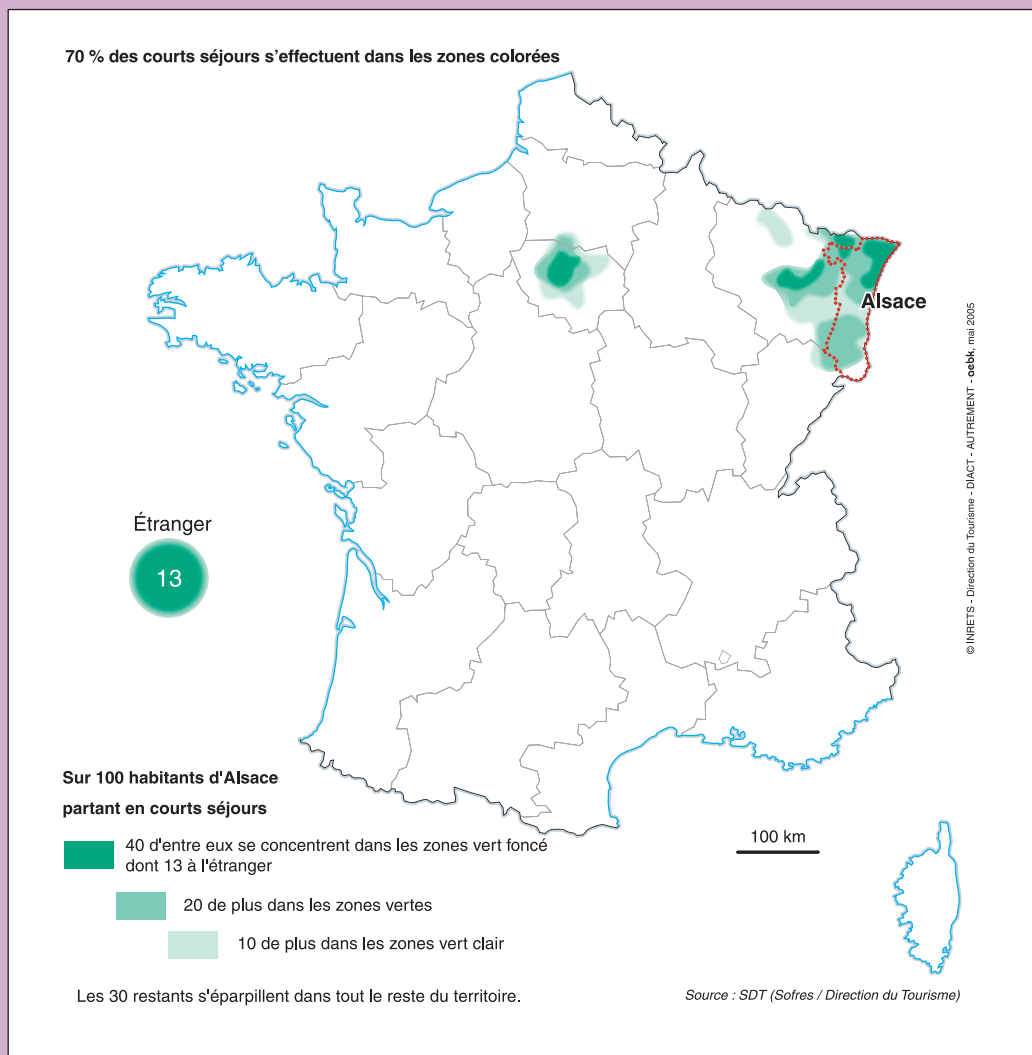 70 % des courts séjours s'effectuent dans les zones colorées
Alsace
Étranger
13
© INRETS - Direction du Tourisme - DIACT - AUTREMENT - aebk, mai 2005
Sur 100 habitants d'Alsace
partant en courts séjours
40 d'entre eux se concentrent dans les zones vert foncé
dont 13 à l'étranger
20 de plus dans les zones vertes
10 de plus dans les zones vert clair
Les 30 restants s'éparpillent dans tout le reste du territoire.
100 km
Source : SDT (Sofres / Direction du Tourisme)